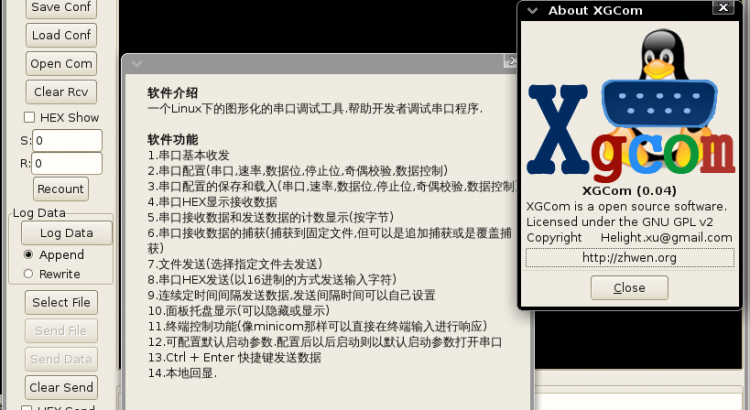 Save Conf
Load Conf
Open Com
Clear Rcv
HEX Show
S: 0
R: 0
Recount
Log Data
Log Data
Append
Rewrite
Select File
Send File
Send Data
Clear Send
HEX Send
软件介绍
一个Linux下的图形化的串口调试工具.帮助开发者调试串口程序.
软件功能
1.串口基本收发
2.串口配置(串口,速率,数据位,停止位,奇偶校验,数据控制)
3.串口配置的保存和载入(串口,速率,数据位,停止位,奇偶校验,数据控制)
4.串口HEX显示接收数据
5.串口接收数据和发送数据的计数显示(按字节)
6.串口接收数据的捕获(捕获到固定文件,但可以是追加捕获或是覆盖捕
获)
7.文件发送(选择指定文件去发送)
8.串口HEX发送(以16进制的方式发送输入字符)
9.连续定时间间隔发送数据,发送间隔时间可以自己设置
10.面板托盘显示(可以隐藏或显示)
11.终端控制功能(像minicom那样可以直接在终端输入进行响应)
12.可配置默认启动参数.配置后以后启动则以默认启动参数打开串口
13.Ctrl + Enter 快捷键发送数据
14.本地回显.
About XGCom
Xgcom
XGCom (0.04)
XGCom is a open source software.
Licensed under the GNU GPL v2
Copyright Helight.xu@gmail.com
http://zhwen.org
Close